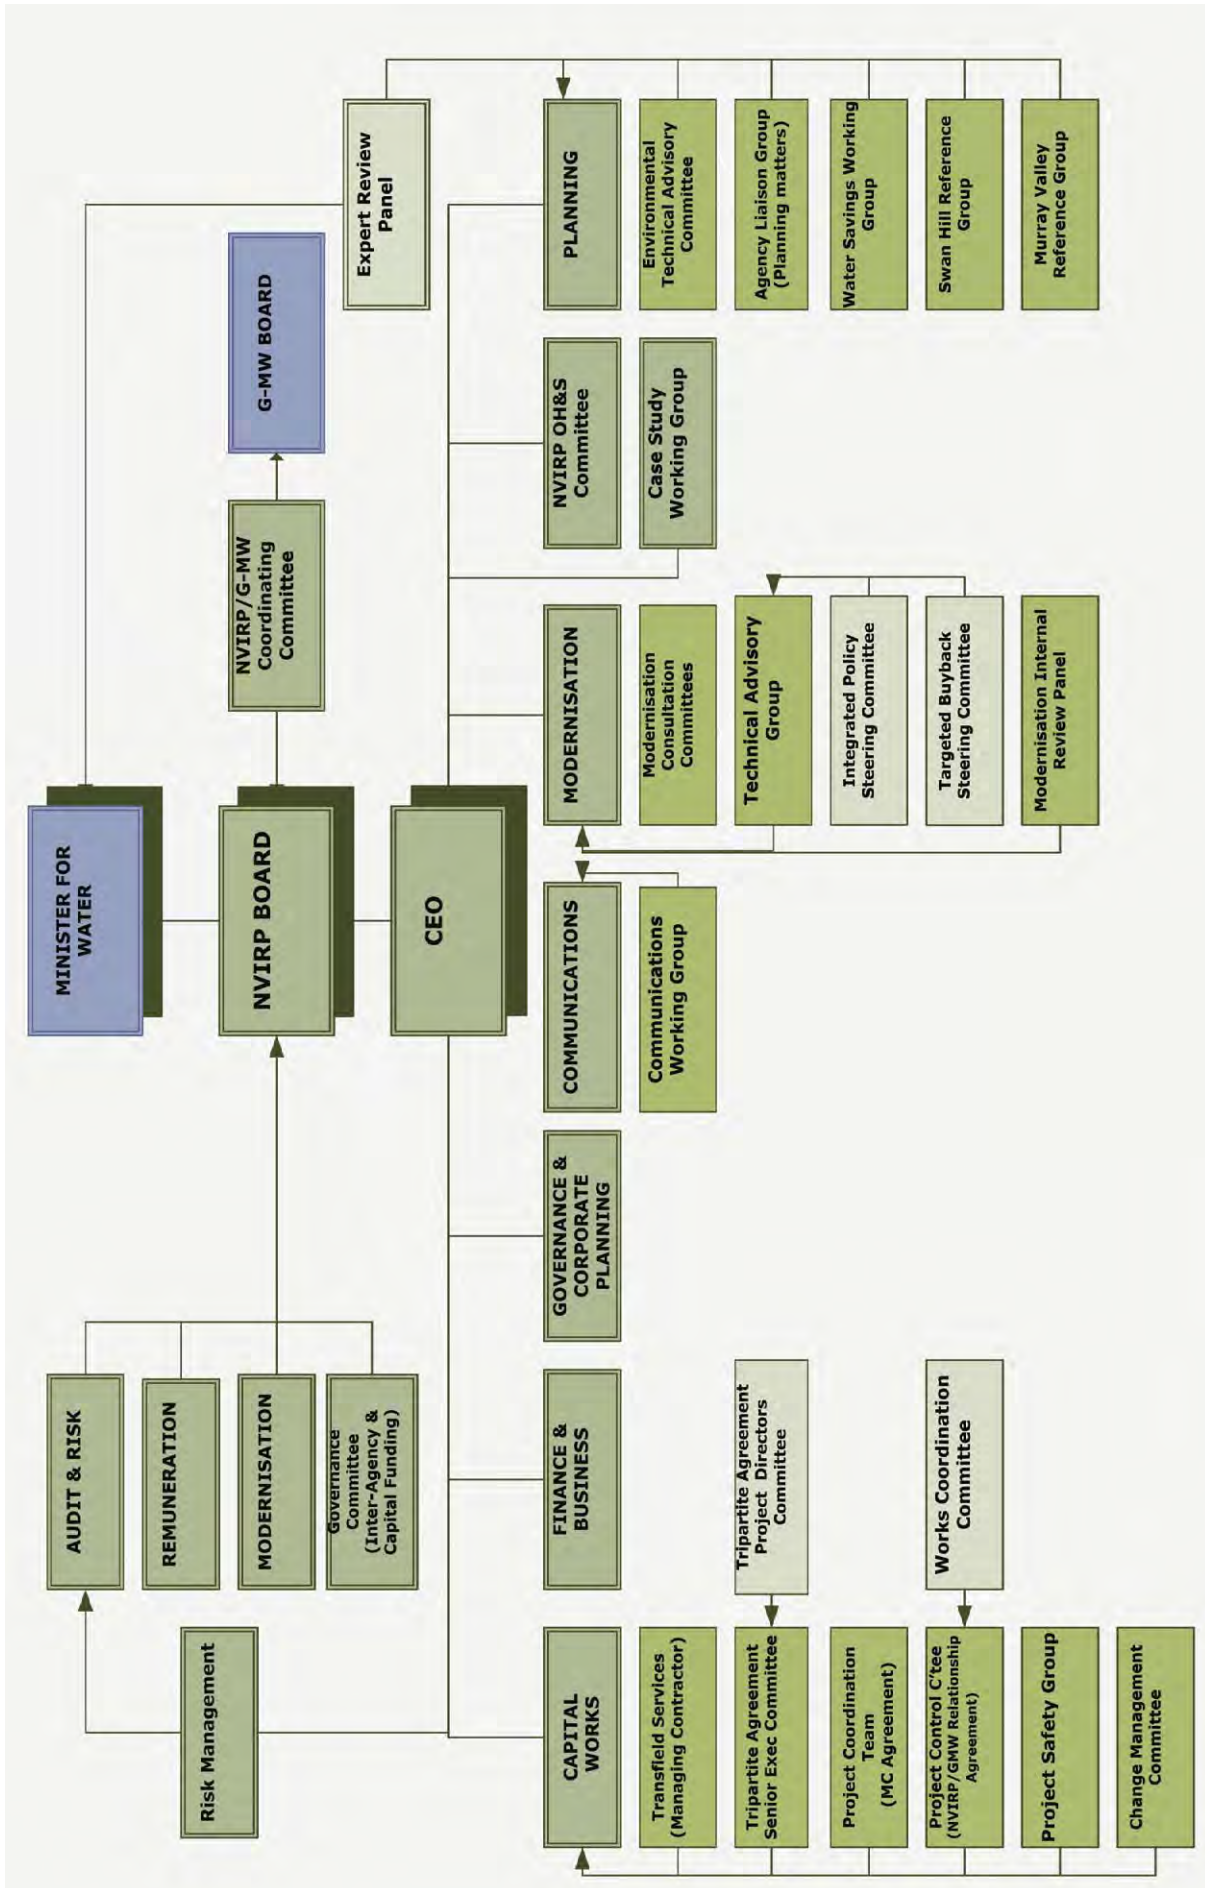 MINISTER FOR
WATER
NVIRP BOARD
CEO
NVIRP/G-MW
Coordinating
Committee
G-MW BOARD
Expert Review
Panel
AUDIT & RISK
REMUNERATION
MODERNISATION
Governance
Committee
(Inter-Agency &
Capital Funding)
Risk Management
CAPITAL
WORKS
Transfield Services
(Managing Contractor)
Tripartite Agreement
Senior Exec Committee
Project Coordination
Team
(MC Agreement)
Project Control C'tee
(NVIRP/GMW Relationship
Agreement)
Project Safety Group
Change Management
Committee
Tripartite Agreement
Project Directors
Committee
Works Coordination
Committee
FINANCE &
BUSINESS
GOVERNANCE &
CORPORATE
PLANNING
COMMUNICATIONS
Communications
Working Group
MODERNISATION
Modernisation
Consultation
Committees
Technical Advisory
Group
Integrated Policy
Steering Committee
Targeted Buyback
Steering Committee
Modernisation Internal
Review Panel
NVIRP OH&S
Committee
Case Study
Working Group
PLANNING
Environmental
Technical Advisory
Committee
Agency Liaison Group
(Planning matters)
Water Savings Working
Group
Swan Hill Reference
Group
Murray Valley
Reference Group